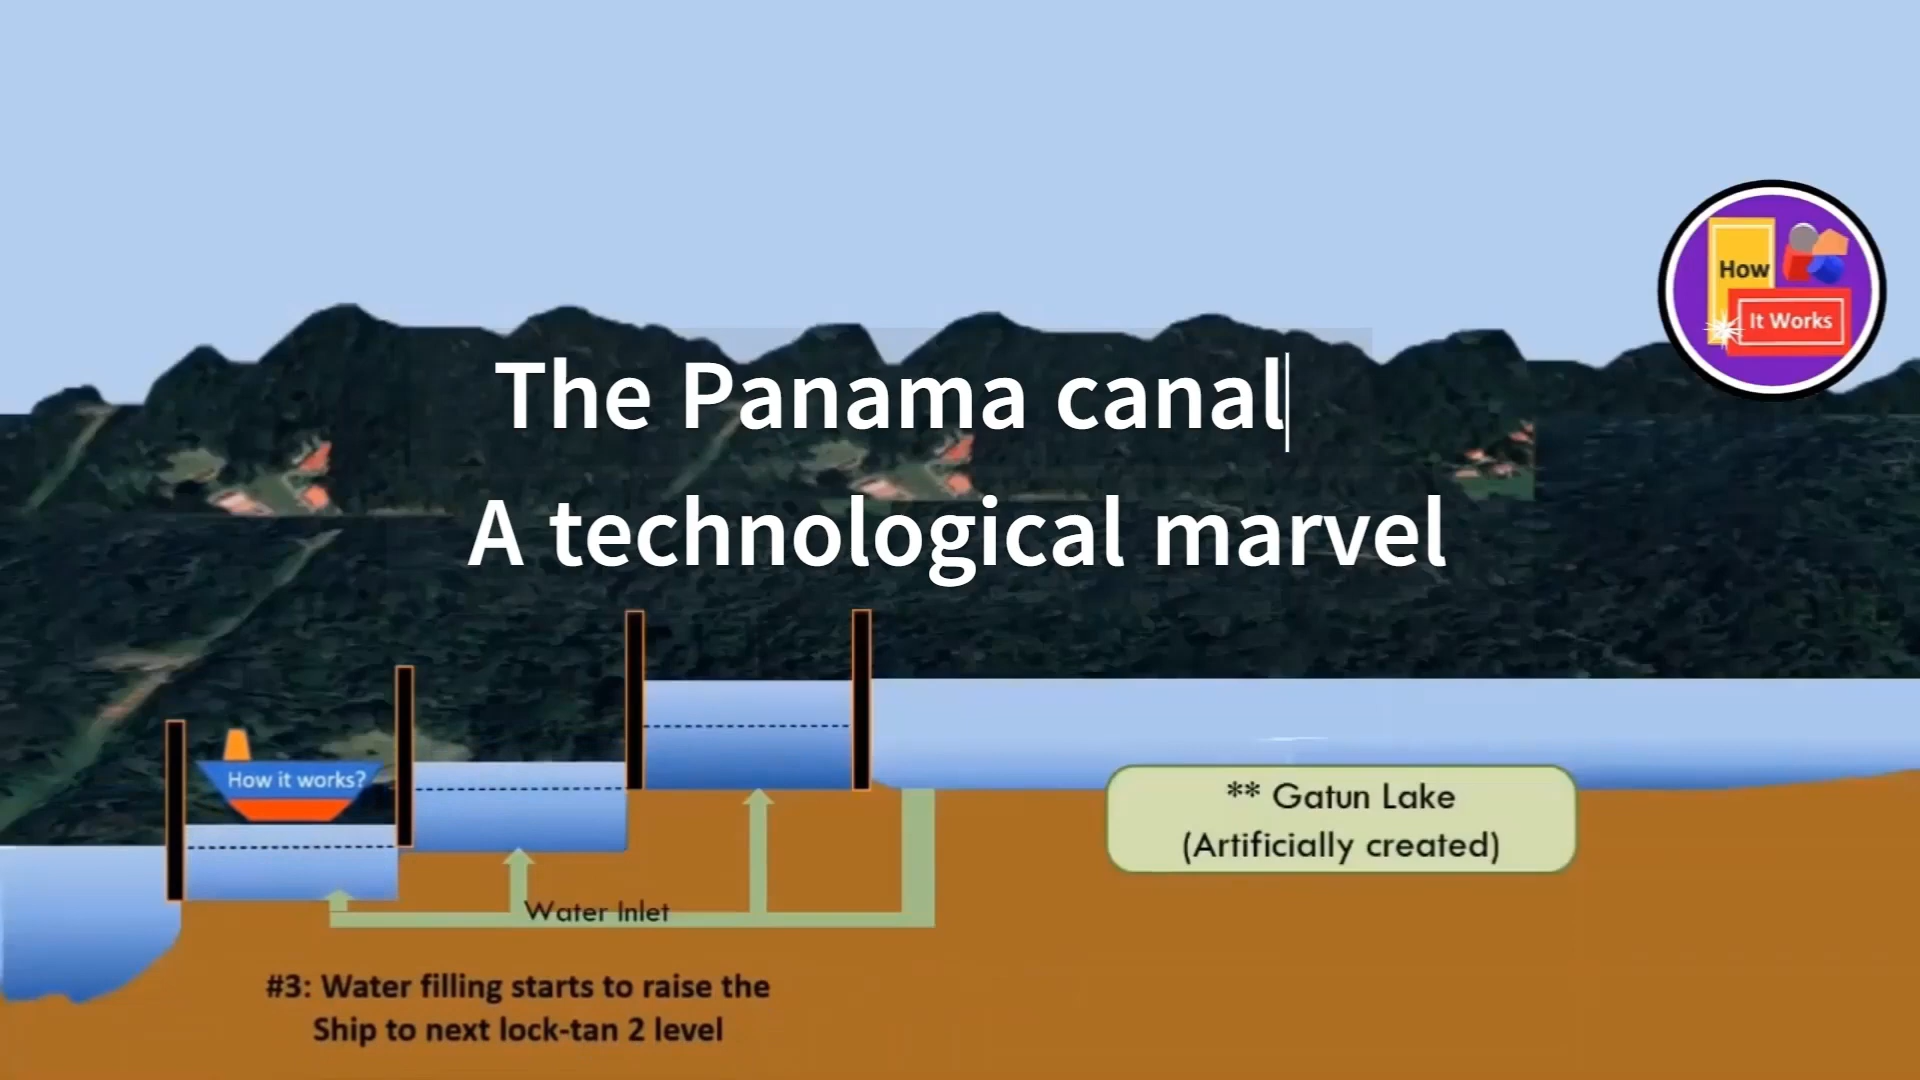 How
It Works
The Panama canal
A technological marvel
How it works?
** Gatun Lake
(Artificially created)
Water Inlet
#3: Water filling starts to raise the
Ship to next lock-tan 2 level